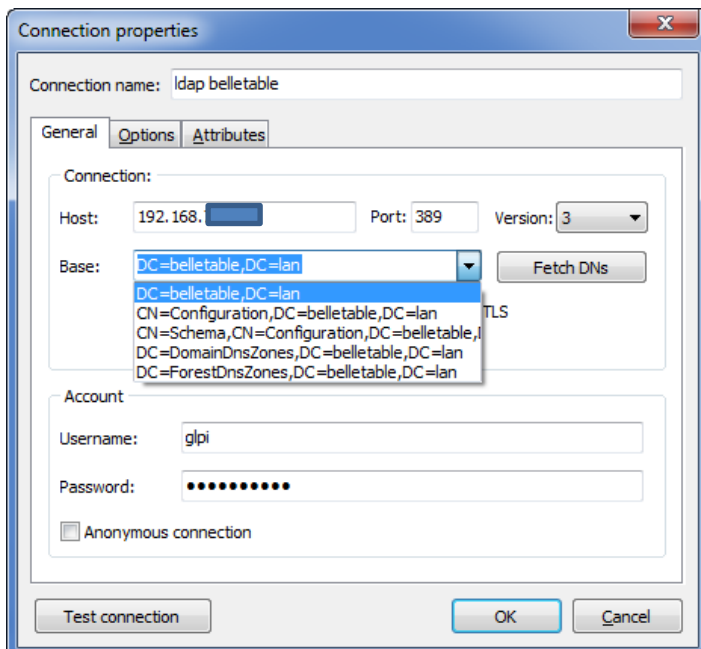 Connection properties
Connection name: ldap belletable
General Options Attributes
Connection:
Host: 192.168. Port: 389 Version: 3
Base: DC=belletable,DC=lan Fetch DNs
DC=belletable,DC=lan
CN=Configuration,DC=belletable,DC=lan
TLS
CN=Schema,CN=Configuration,DC=belletable,
DC=DomainDnsZones,DC=belletable,DC=lan
DC=ForestDnsZones,DC=belletable,DC=lan
Account
Username: glpi
Password: ●●●●●●●●●●
Anonymous connection
Test connection OK Cancel